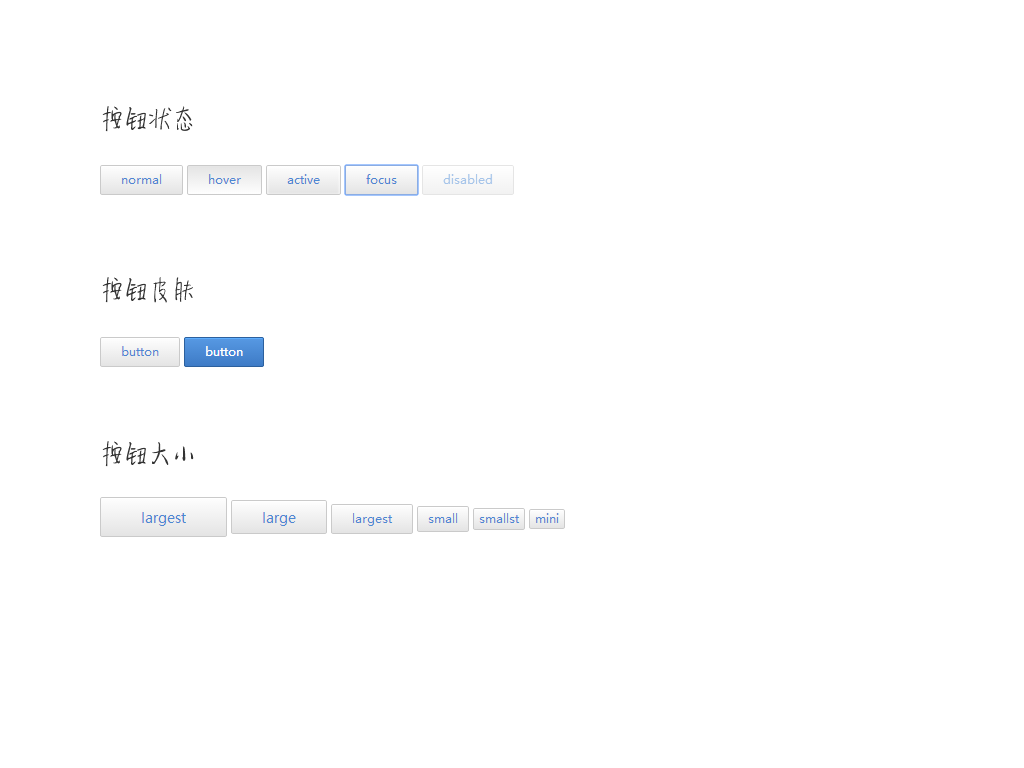 按钮状态
normal hover active focus disabled
按钮皮肤
button button
按钮大小
largest large largest small smallst mini